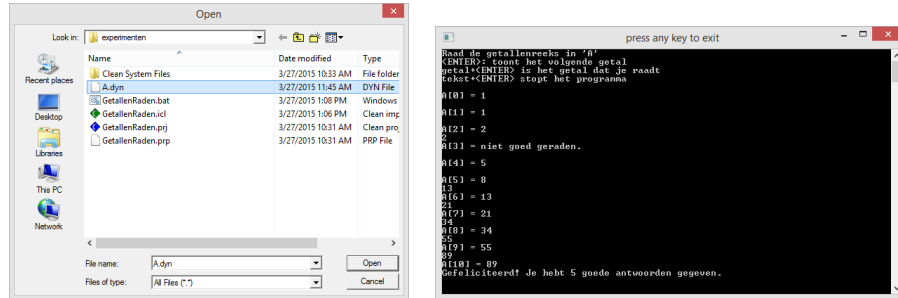 Open
Look in: experimenten
Name Date modified Type
Clean System Files 3/27/2015 10:33 AM File folder
A.dyn 3/27/2015 11:45 AM DYN File
GetallenRaden.bat 3/27/2015 1:08 PM Windows
GetallenRaden.icl 3/27/2015 1:06 PM Clean imp
GetallenRaden.prj 3/27/2015 10:31 AM Clean proj
GetallenRaden.prp 3/27/2015 10:31 AM PRP File
Recent places
Desktop
Libraries
This PC
Network
File name: A.dyn Open
Files of type: All Files (*.*) Cancel
press any key to exit
Raad de getallenreeks in 'A'
<ENTER>: toont het volgende getal
getal+<ENTER> is het getal dat je raadt
tekst+<ENTER> stopt het programma
A[0] = 1
A[1] = 1
A[2] = 2
2
A[3] = niet goed geraden.
A[4] = 5
A[5] = 8
13
A[6] = 13
21
A[7] = 21
34
A[8] = 34
55
A[9] = 55
89
A[10] = 89
Gefeliciteerd! Je hebt 5 goede antwoorden gegeven.